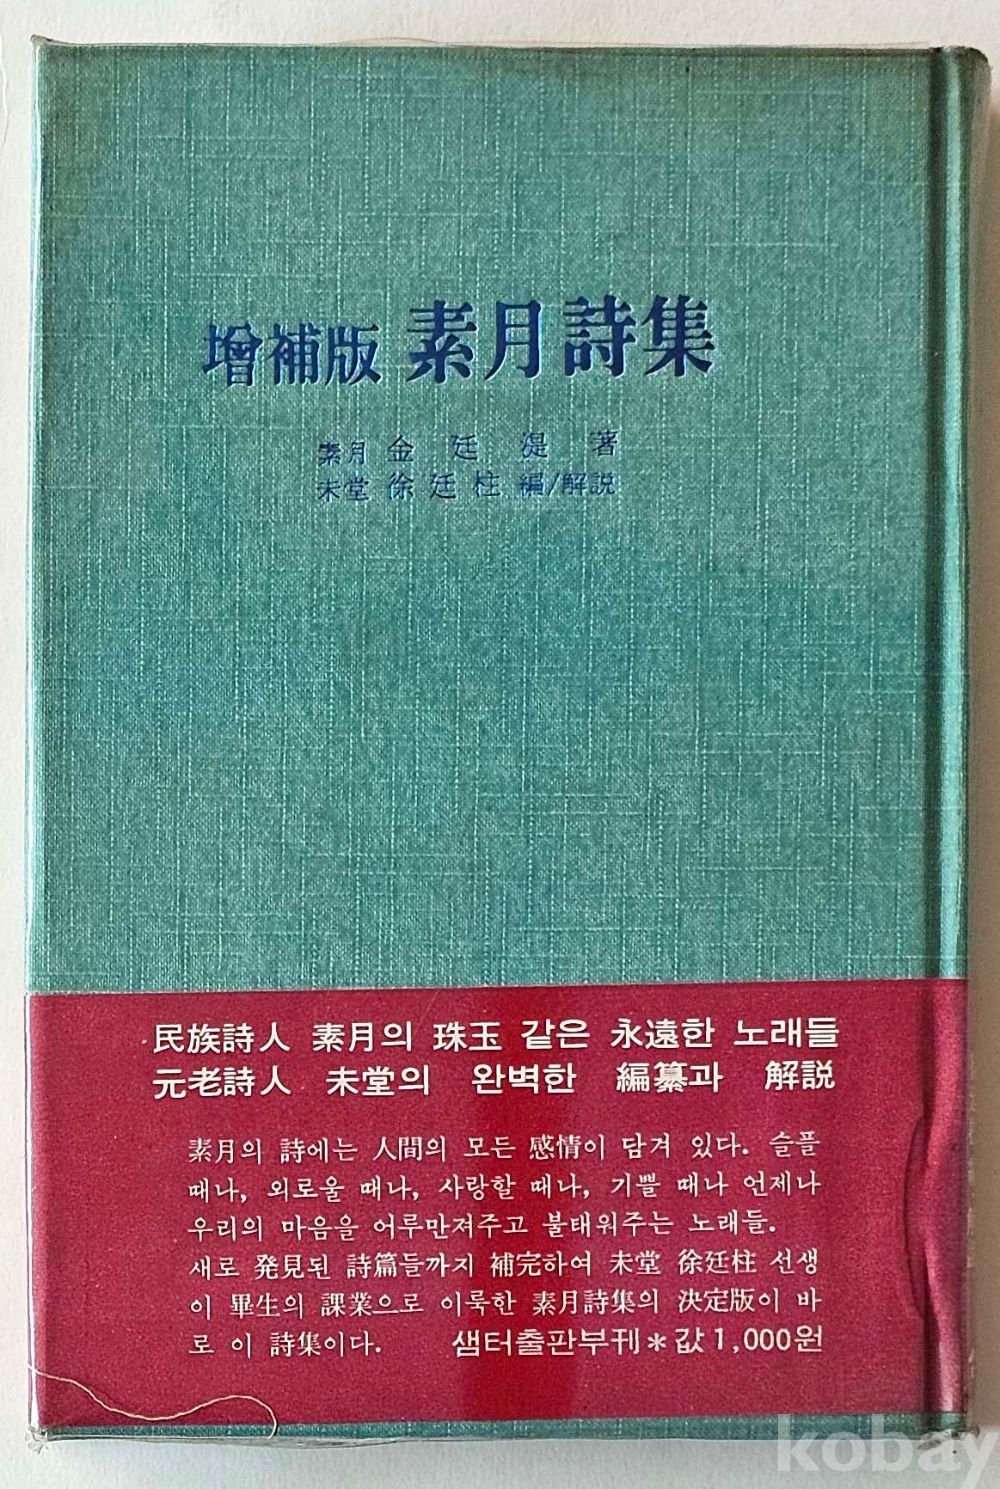 增補版 素月詩集
素月 金廷湜 著
未堂 徐廷柱 編/解説
民族詩人 素月의 珠玉 같은 永遠한 노래들
元老詩人 未堂의 완벽한 編纂과 解説
素月의 詩에는 人間의 모든 感情이 담겨 있다. 슬플
때나, 외로울 때나, 사랑할 때나, 기쁠 때나 언제나
우리의 마음을 어루만져주고 불태워주는 노래들.
새로 発見된 詩篇들까지 補完하여 未堂 徐廷柱 선생
이 畢生의 課業으로 이룩한 素月詩集의 決定版이 바
로 이 詩集이다. 샘터출판부刊*값 1,000원
kobay